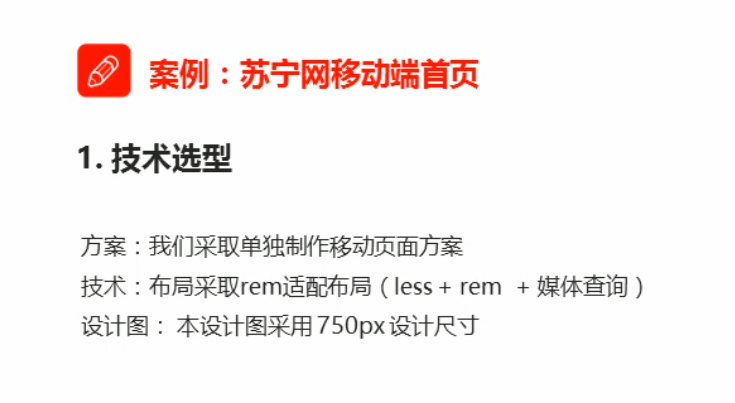 案例：苏宁网移动端首页
1. 技术选型
方案：我们采取单独制作移动页面方案
技术：布局采取rem适配布局（less + rem + 媒体查询）
设计图： 本设计图采用 750px 设计尺寸